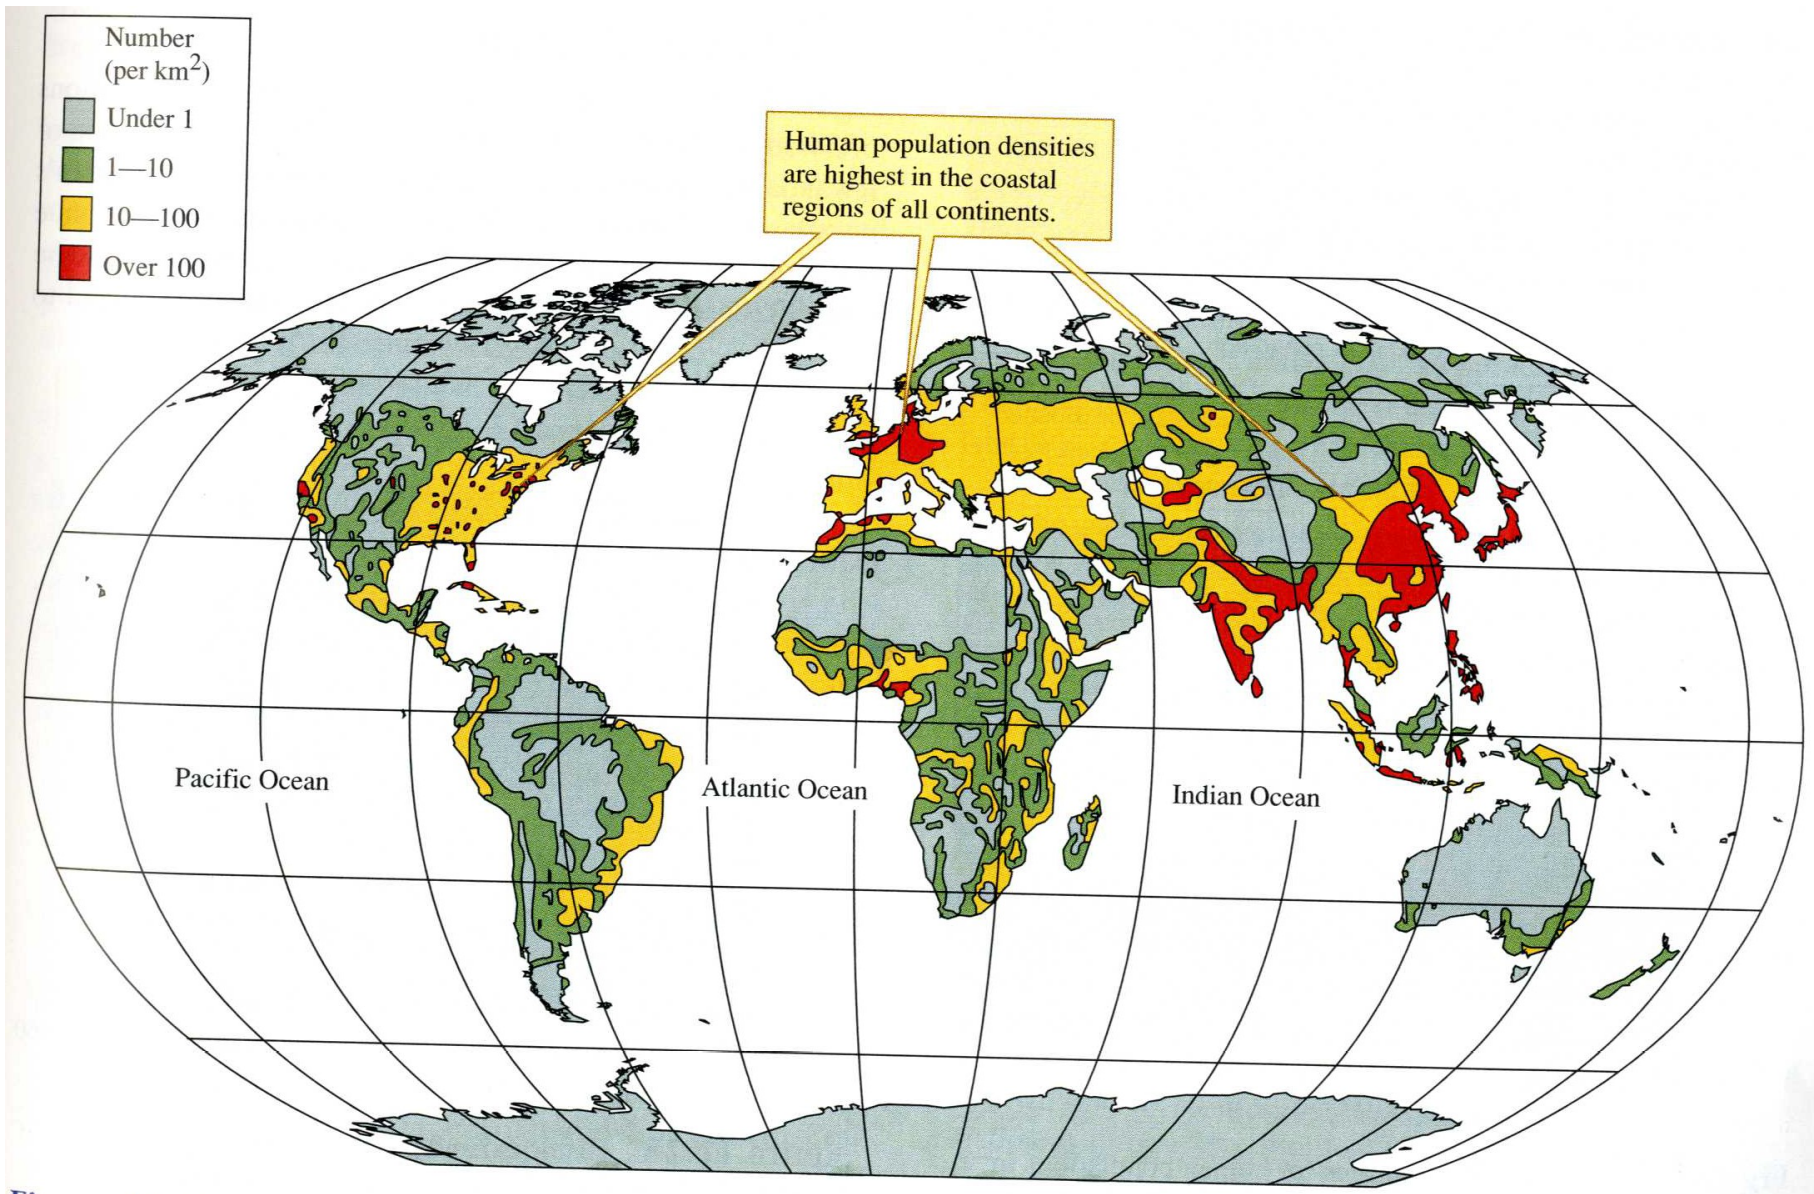 Number
(per km²)
Under 1
1—10
10—100
Over 100
Human population densities
are highest in the coastal
regions of all continents.
Pacific Ocean
Atlantic Ocean
Indian Ocean